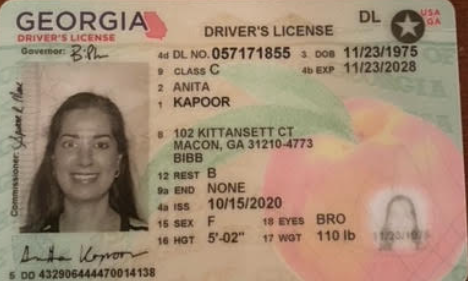 GEORGIA
DRIVER'S LICENSE
Governor:
DRIVER'S LICENSE
DL
USA
GA
4d DL NO. 057171855
3 DOB 11/23/1975
9 CLASS C
4b EXP 11/23/2028
2 ANITA
1 KAPOOR
8 102 KITTANSETT CT
MACON, GA 31210-4773
BIBB
12 REST B
9a END NONE
4a ISS 10/15/2020
15 SEX F
18 EYES BRO
16 HGT 5'-02"
17 WGT 110 lb
11/23/1975
Commissioner:
Anita Kapoor
5 DD 432906444470014138